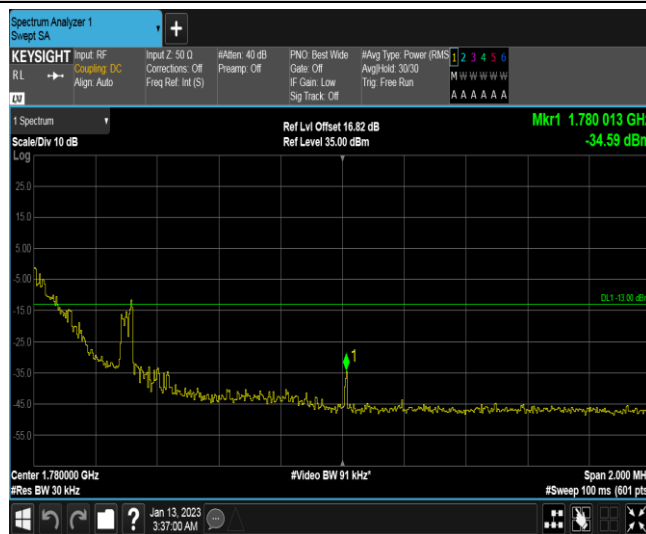 Spectrum Analyzer 1
Swept SA
KEYSIGHT Input: RF Input Z: 50 Ω #Atten: 40 dB PNO: Best Wide #Avg Type: Power (RMS 1 2 3 4 5 6
RL Coupling: DC Corrections: Off Preamp: Off Gate: Off Avg|Hold: 30/30 M W W W W W
Align: Auto Freq Ref: Int (S) IF Gain: Low Trig: Free Run
Sig Track: Off A A A A A A
LXI
1 Spectrum Ref Lvl Offset 16.82 dB Mkr1 1.780 013 GHz
Scale/Div 10 dB Ref Level 35.00 dBm -34.59 dBm
Log
25.0
15.0
5.00
-5.00
DL1 -13.00 dBm
-15.0
-25.0
1
-35.0
-45.0
-55.0
Center 1.780000 GHz #Video BW 91 kHz* Span 2.000 MH
#Res BW 30 kHz #Sweep 100 ms (601 pts
? Jan 13, 2023
3:37:00 AM